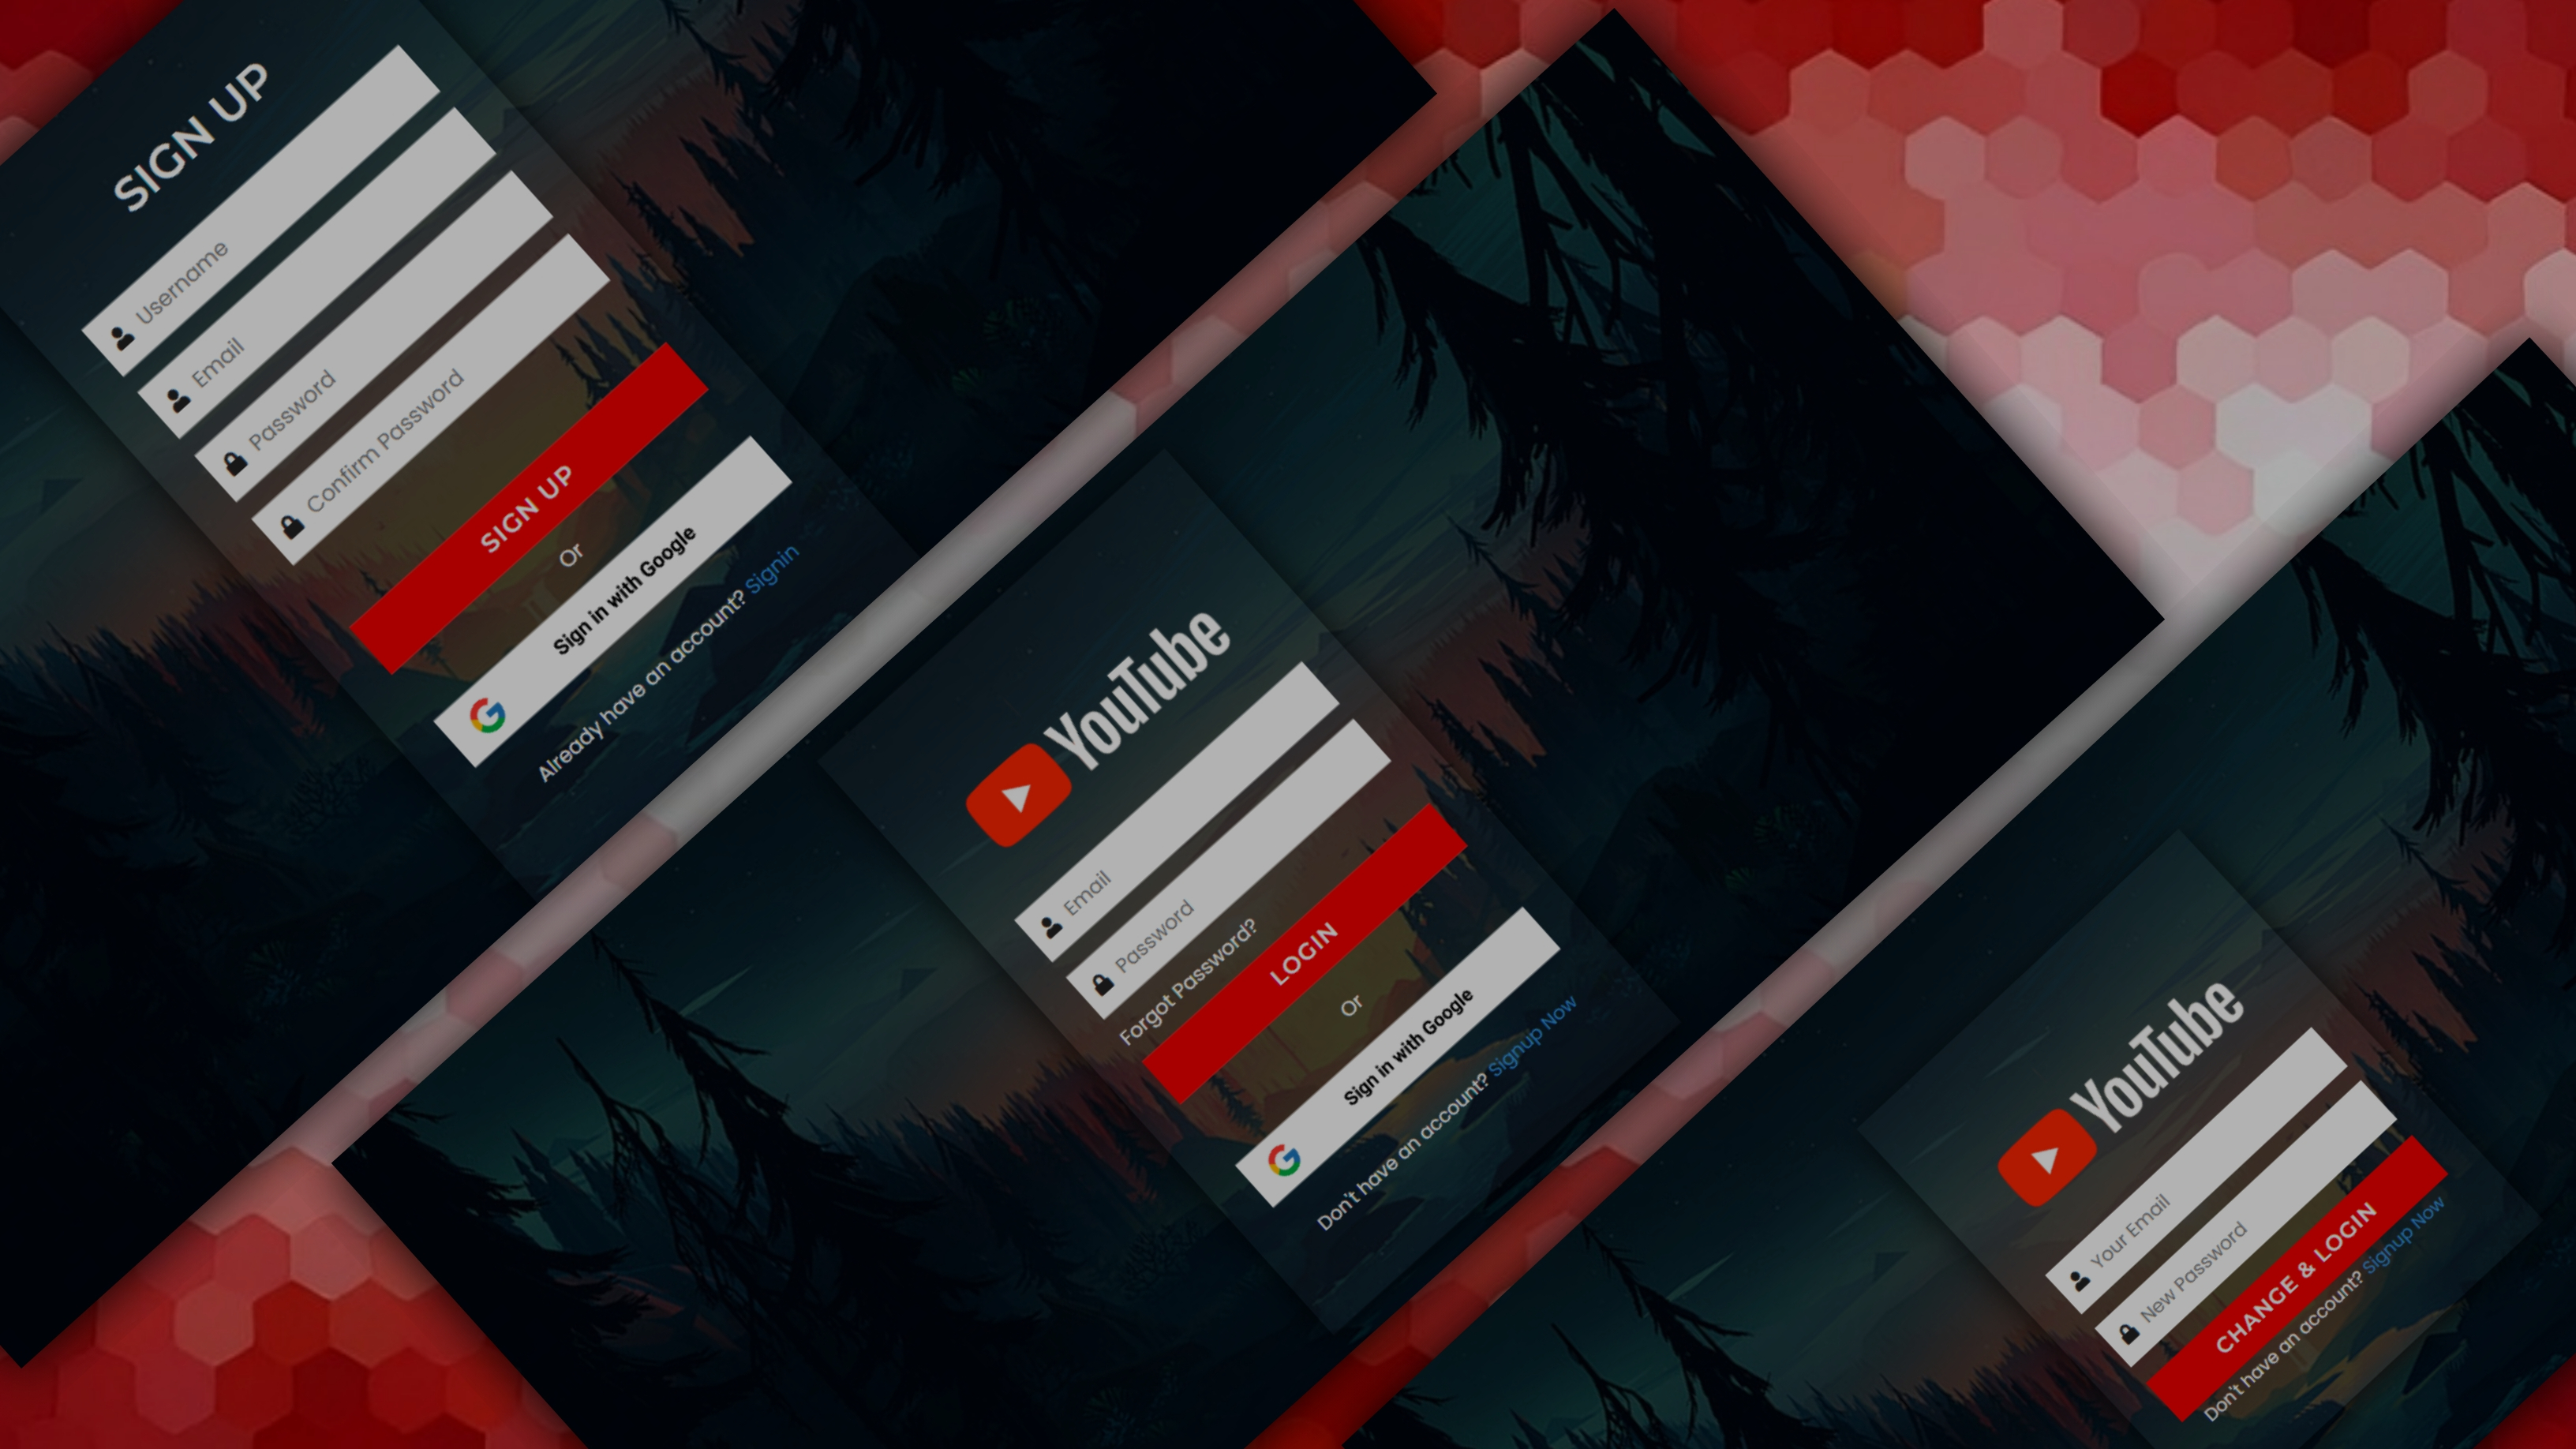 SIGN UP
Username
Email
Password
Confirm Password
SIGN UP
Or
Sign in with Google
Already have an account? Signin
YouTube
Email
Password
Forgot Password?
LOGIN
Or
Sign in with Google
Don't have an account? Signup Now
YouTube
Your Email
New Password
CHANGE & LOGIN
Don't have an account? Signup Now